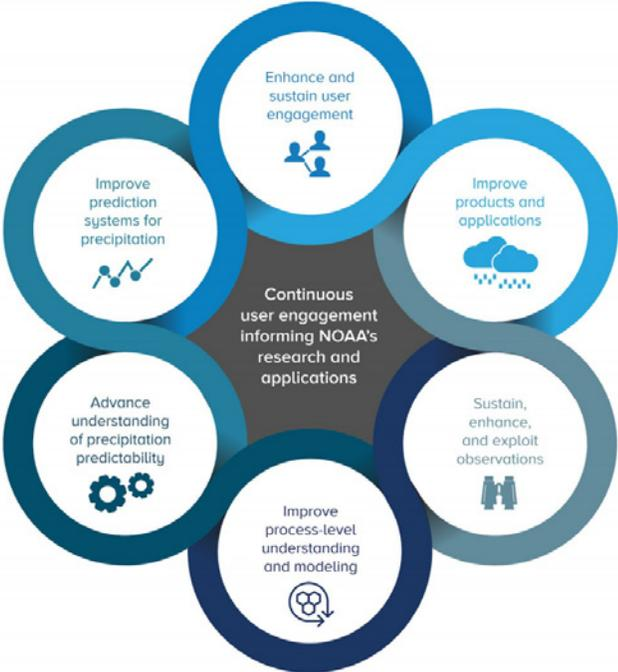 Enhance and
sustain user
engagement
Improve
products and
applications
Sustain,
enhance,
and exploit
observations
Improve
process-level
understanding
and modeling
Advance
understanding
of precipitation
predictability
Improve
prediction
systems for
precipitation
Continuous
user engagement
informing NOAA's
research and
applications